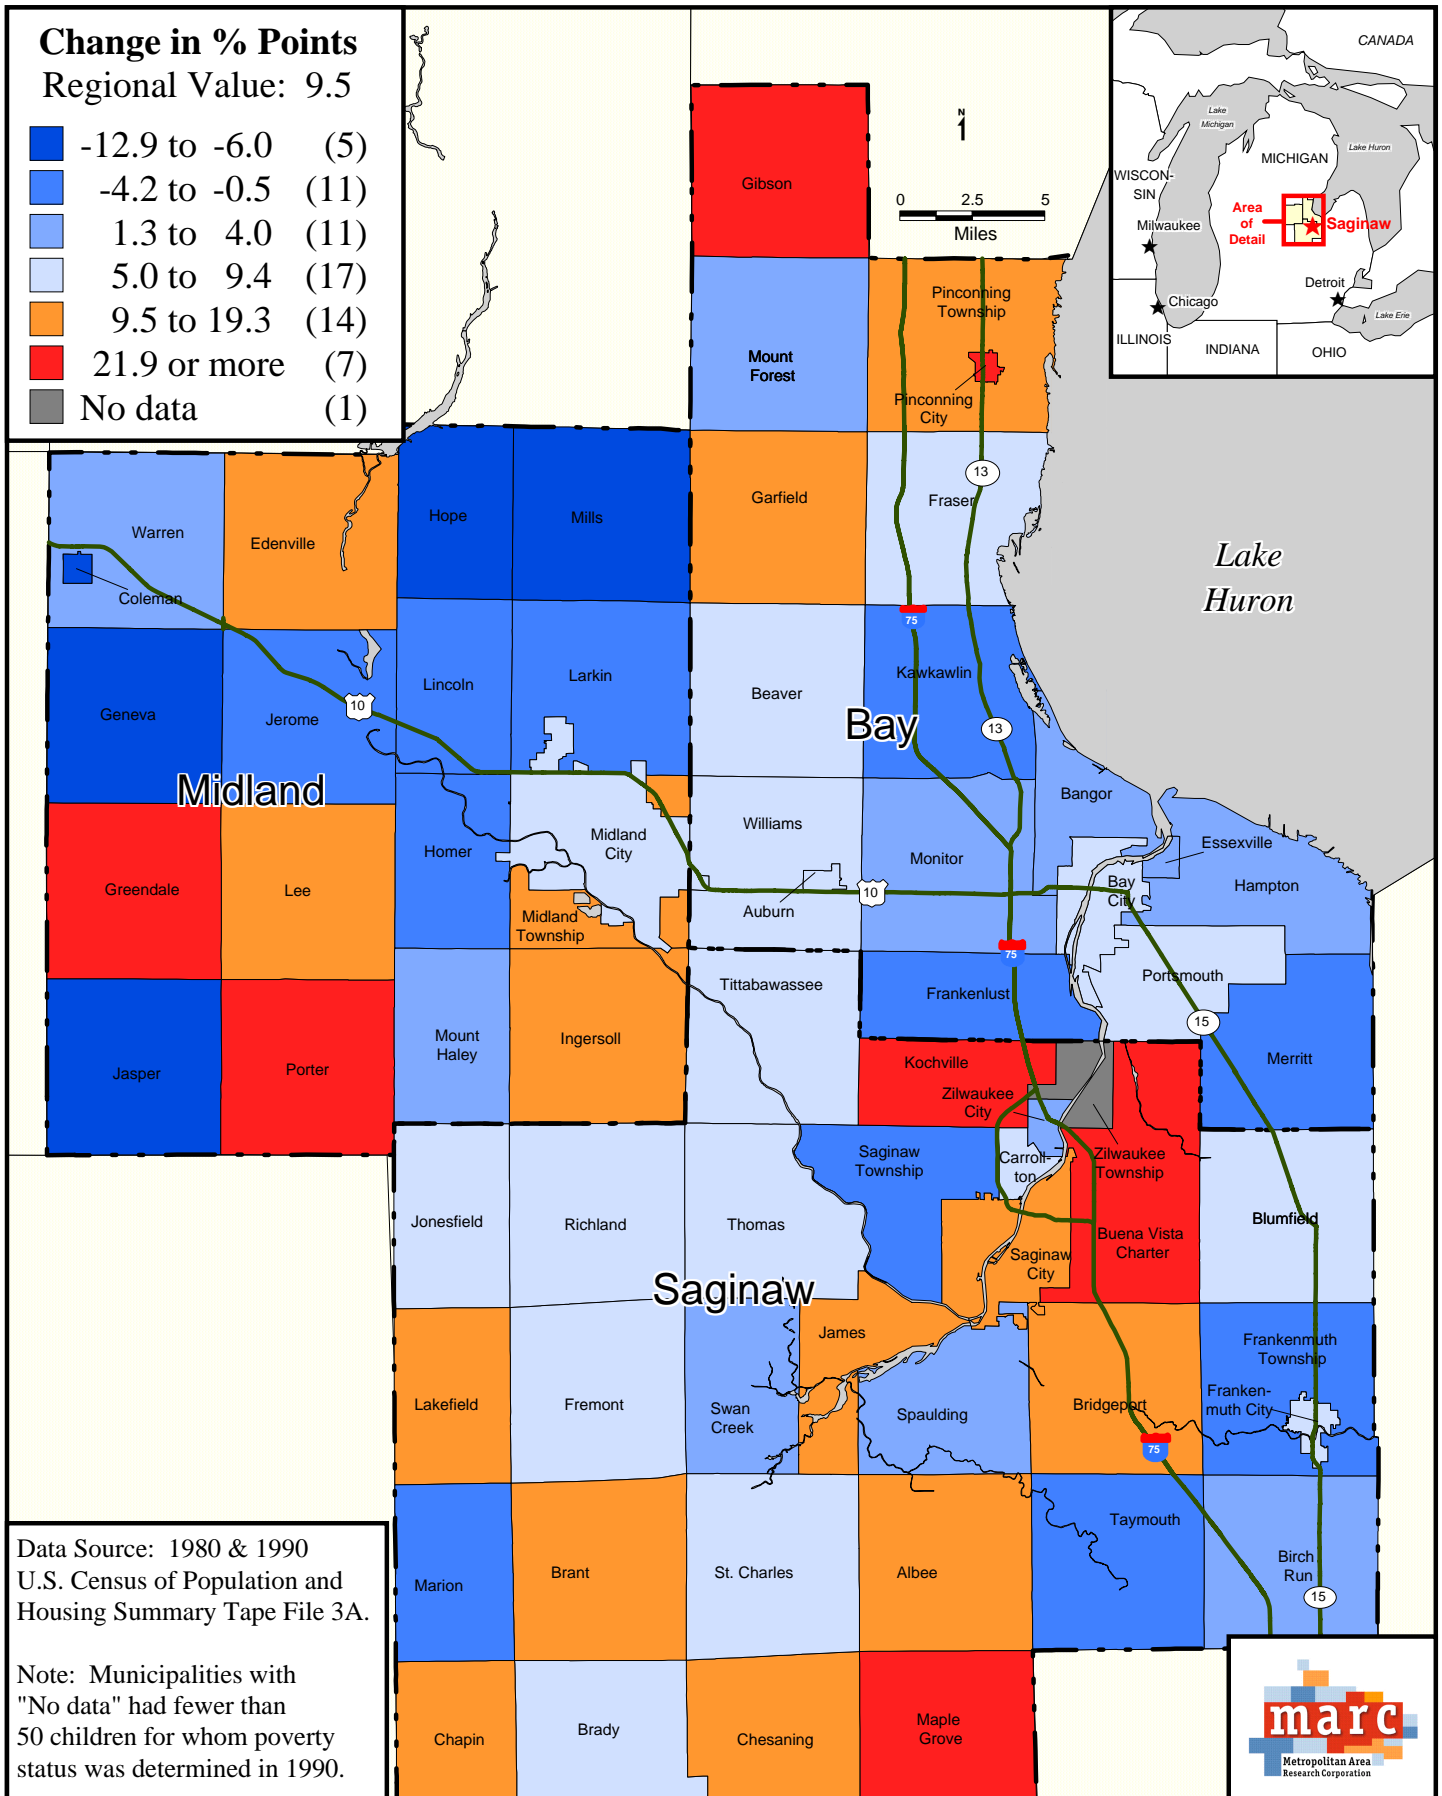 Change in % Points
Regional Value: 9.5
-12.9 to -6.0 (5)
-4.2 to -0.5 (11)
1.3 to 4.0 (11)
5.0 to 9.4 (17)
9.5 to 19.3 (14)
21.9 or more (7)
No data (1)
N
0 2.5 5
Miles
CANADA
Lake
Michigan
Lake Huron
MICHIGAN
WISCON-
SIN
Area
of
Detail
Saginaw
Milwaukee
Detroit
Chicago
Lake Erie
ILLINOIS
INDIANA
OHIO
Gibson
Pinconning
Township
Mount
Forest
Pinconning
City
13
Garfield
Fraser
Hope
Mills
Warren
Edenville
Coleman
Lake
Huron
75
Kawkawlin
Lincoln
Larkin
Beaver
Geneva
Jerome
10
Bay
13
Midland
Bangor
Williams
Midland
City
Essexville
Homer
Monitor
Hampton
Bay
City
Greendale
Lee
10
Auburn
Midland
Township
75
Portsmouth
Tittabawassee
Frankenlust
15
Mount
Haley
Ingersoll
Merritt
Kochville
Jasper
Porter
Zilwaukee
City
Saginaw
Township
Carroll-
ton
Zilwaukee
Township
Jonesfield
Richland
Thomas
Blumfield
Buena Vista
Charter
Saginaw
City
Saginaw
James
Frankenmuth
Township
Lakefield
Fremont
Swan
Creek
Spaulding
Bridgeport
Franken-
muth City
75
Taymouth
Marion
Brant
St. Charles
Albee
Birch
Run
15
Chapin
Brady
Chesaning
Maple
Grove
Data Source: 1980 & 1990
U.S. Census of Population and
Housing Summary Tape File 3A.
Note: Municipalities with
"No data" had fewer than
50 children for whom poverty
status was determined in 1990.
marc
Metropolitan Area
Research Corporation